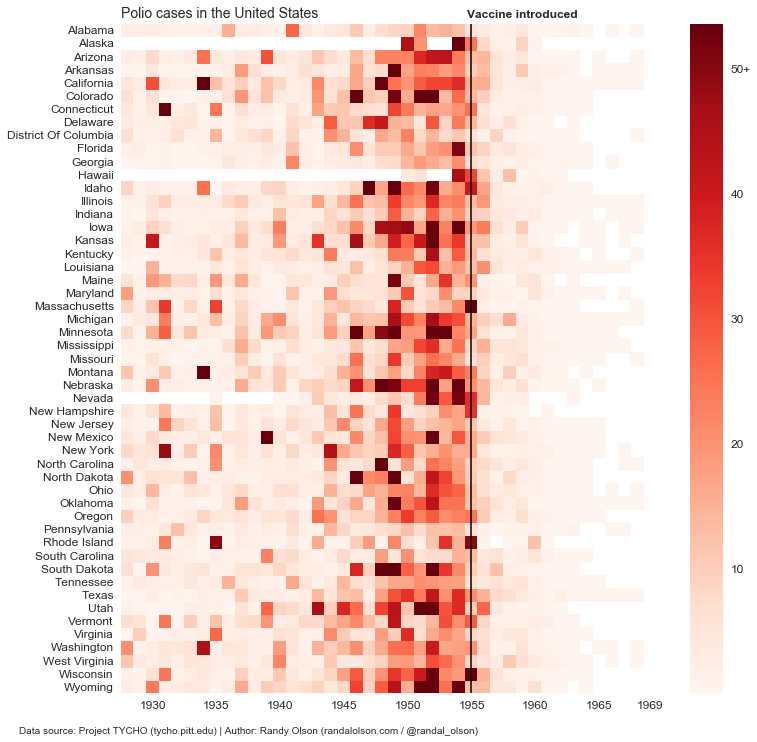 Polio cases in the United States
Vaccine introduced
Alabama
Alaska
Arizona
Arkansas
California
Colorado
Connecticut
Delaware
District Of Columbia
Florida
Georgia
Hawaii
Idaho
Illinois
Indiana
Iowa
Kansas
Kentucky
Louisiana
Maine
Maryland
Massachusetts
Michigan
Minnesota
Mississippi
Missouri
Montana
Nebraska
Nevada
New Hampshire
New Jersey
New Mexico
New York
North Carolina
North Dakota
Ohio
Oklahoma
Oregon
Pennsylvania
Rhode Island
South Carolina
South Dakota
Tennessee
Texas
Utah
Vermont
Virginia
Washington
West Virginia
Wisconsin
Wyoming
1930 1935 1940 1945 1950 1955 1960 1965 1969
50+
40
30
20
10
Data source: Project TYCHO (tycho.pitt.edu) | Author: Randy Olson (randalolson.com / @randal_olson)